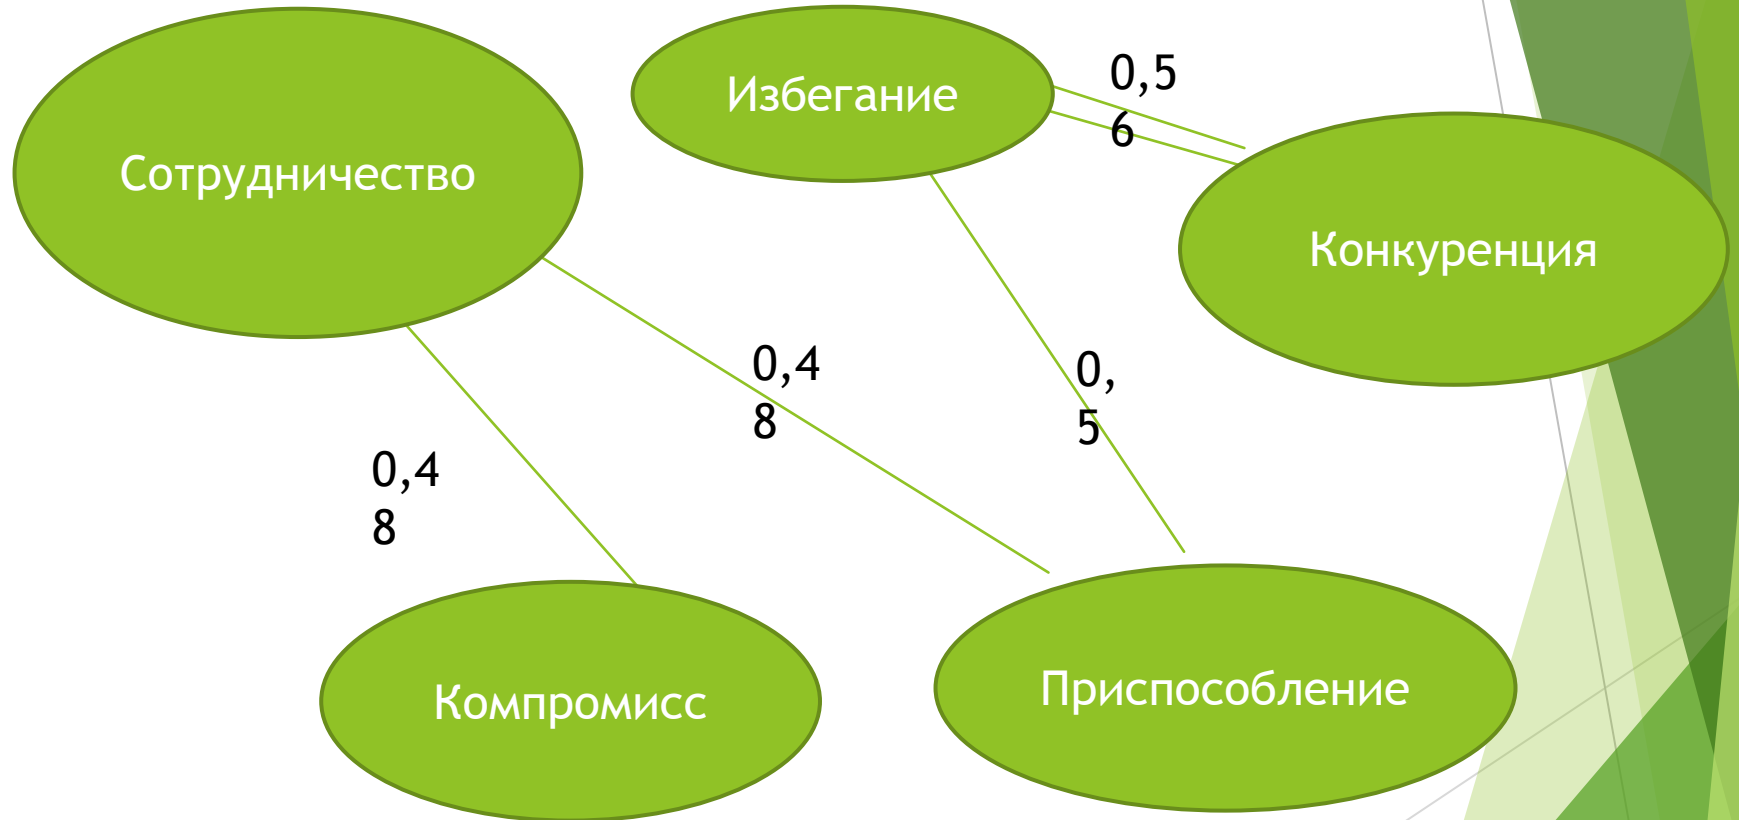 Избегание
0,5
6
Сотрудничество
Конкуренция
0,4
8
0,
5
0,4
8
Компромисс
Приспособление